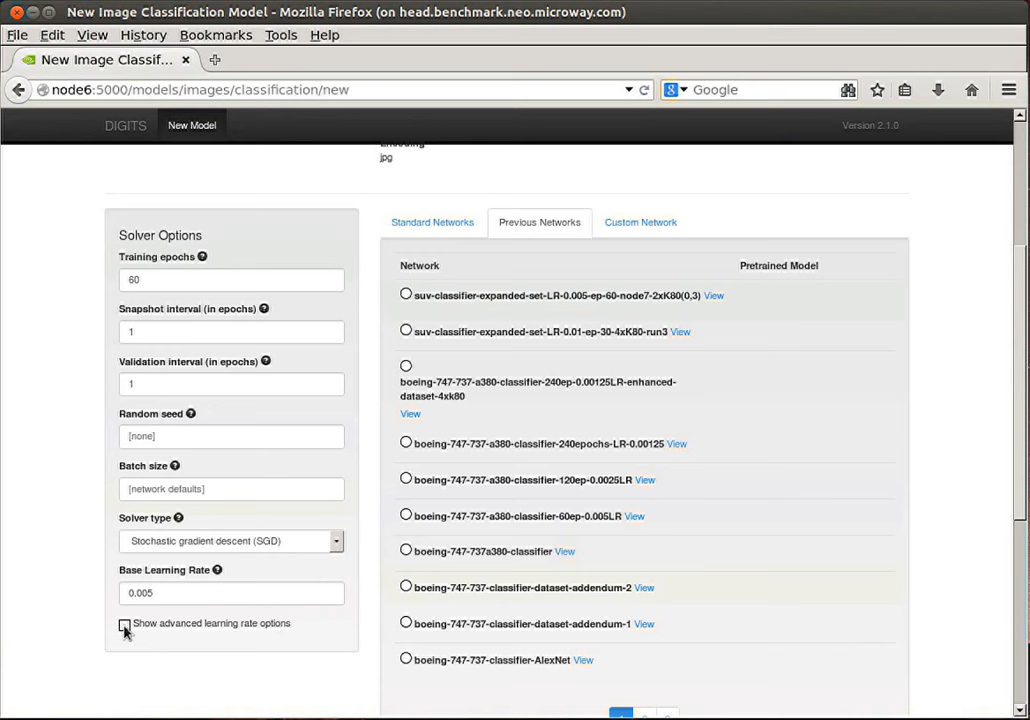 New Image Classification Model - Mozilla Firefox (on head.benchmark.neo.microway.com)
File Edit View History Bookmarks Tools Help
New Image Classif...
node6:5000/models/images/classification/new
Google
DIGITS New Model Version 2.1.0
Encoding
jpg
Solver Options
Training epochs
60
Snapshot interval (in epochs)
1
Validation interval (in epochs)
1
Random seed
[none]
Batch size
[network defaults]
Solver type
Stochastic gradient descent (SGD)
Base Learning Rate
0.005
Show advanced learning rate options
Standard Networks Previous Networks Custom Network
Network Pretrained Model
suv-classifier-expanded-set-LR-0.005-ep-60-node7-2xK80(0,3) View
suv-classifier-expanded-set-LR-0.01-ep-30-4xK80-run3 View
boeing-747-737-a380-classifier-240ep-0.00125LR-enhanced-
dataset-4xk80
View
boeing-747-737-a380-classifier-240epochs-LR-0.00125 View
boeing-747-737-a380-classifier-120ep-0.0025LR View
boeing-747-737-a380-classifier-60ep-0.005LR View
boeing-747-737a380-classifier View
boeing-747-737-classifier-dataset-addendum-2 View
boeing-747-737-classifier-dataset-addendum-1 View
boeing-747-737-classifier-AlexNet View